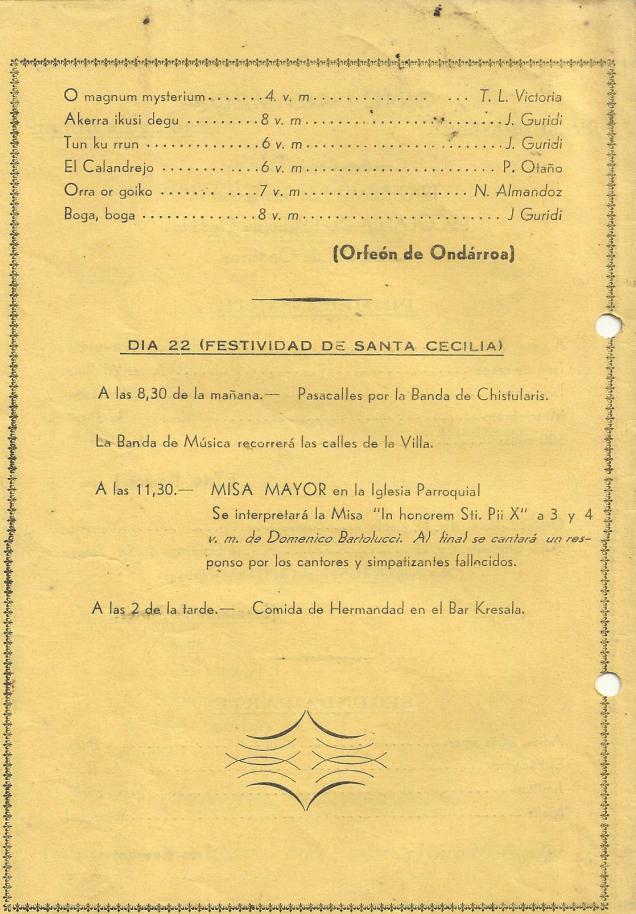 O magnum mysterium.......4. v. m.............. ... T. L. Victoria
Akerra ikusi degu .......8 v. m.......................J. Guridi
Tun ku rrun ............6 v. m.......................J. Guridi
El Calandrejo .... ....6 v. m....................... P. Otaño
Orra or goiko ...... ....7 v. m.................... N. Almandoz
Boga, boga ............8 v. m ....................... J Guridi
(Orfeón de Ondárroa)
DIA 22 (FESTIVIDAD DE SANTA CECILIA)
A las 8,30 de la mañana.— Pasacalles por la Banda de Chistularis.
La Banda de Música recorrerá las calles de la Villa.
A las 11,30.— MISA MAYOR en la Iglesia Parroquial
Se interpretará la Misa "In honorem Sti. Pii X" a 3 y 4
v. m. de Domenico Bartolucci. Al final se cantará un res-
ponso por los cantores y simpatizantes fallecidos.
A las 2 de la tarde.— Comida de Hermandad en el Bar Kresala.